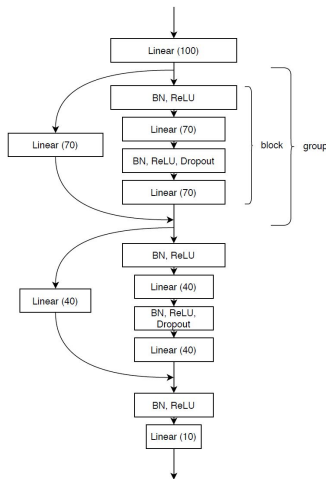 Linear (100)
BN, ReLU
Linear (70)
Linear (70)
BN, ReLU, Dropout
Linear (70)
block
group
BN, ReLU
Linear (40)
Linear (40)
BN, ReLU,
Dropout
Linear (40)
BN, ReLU
Linear (10)